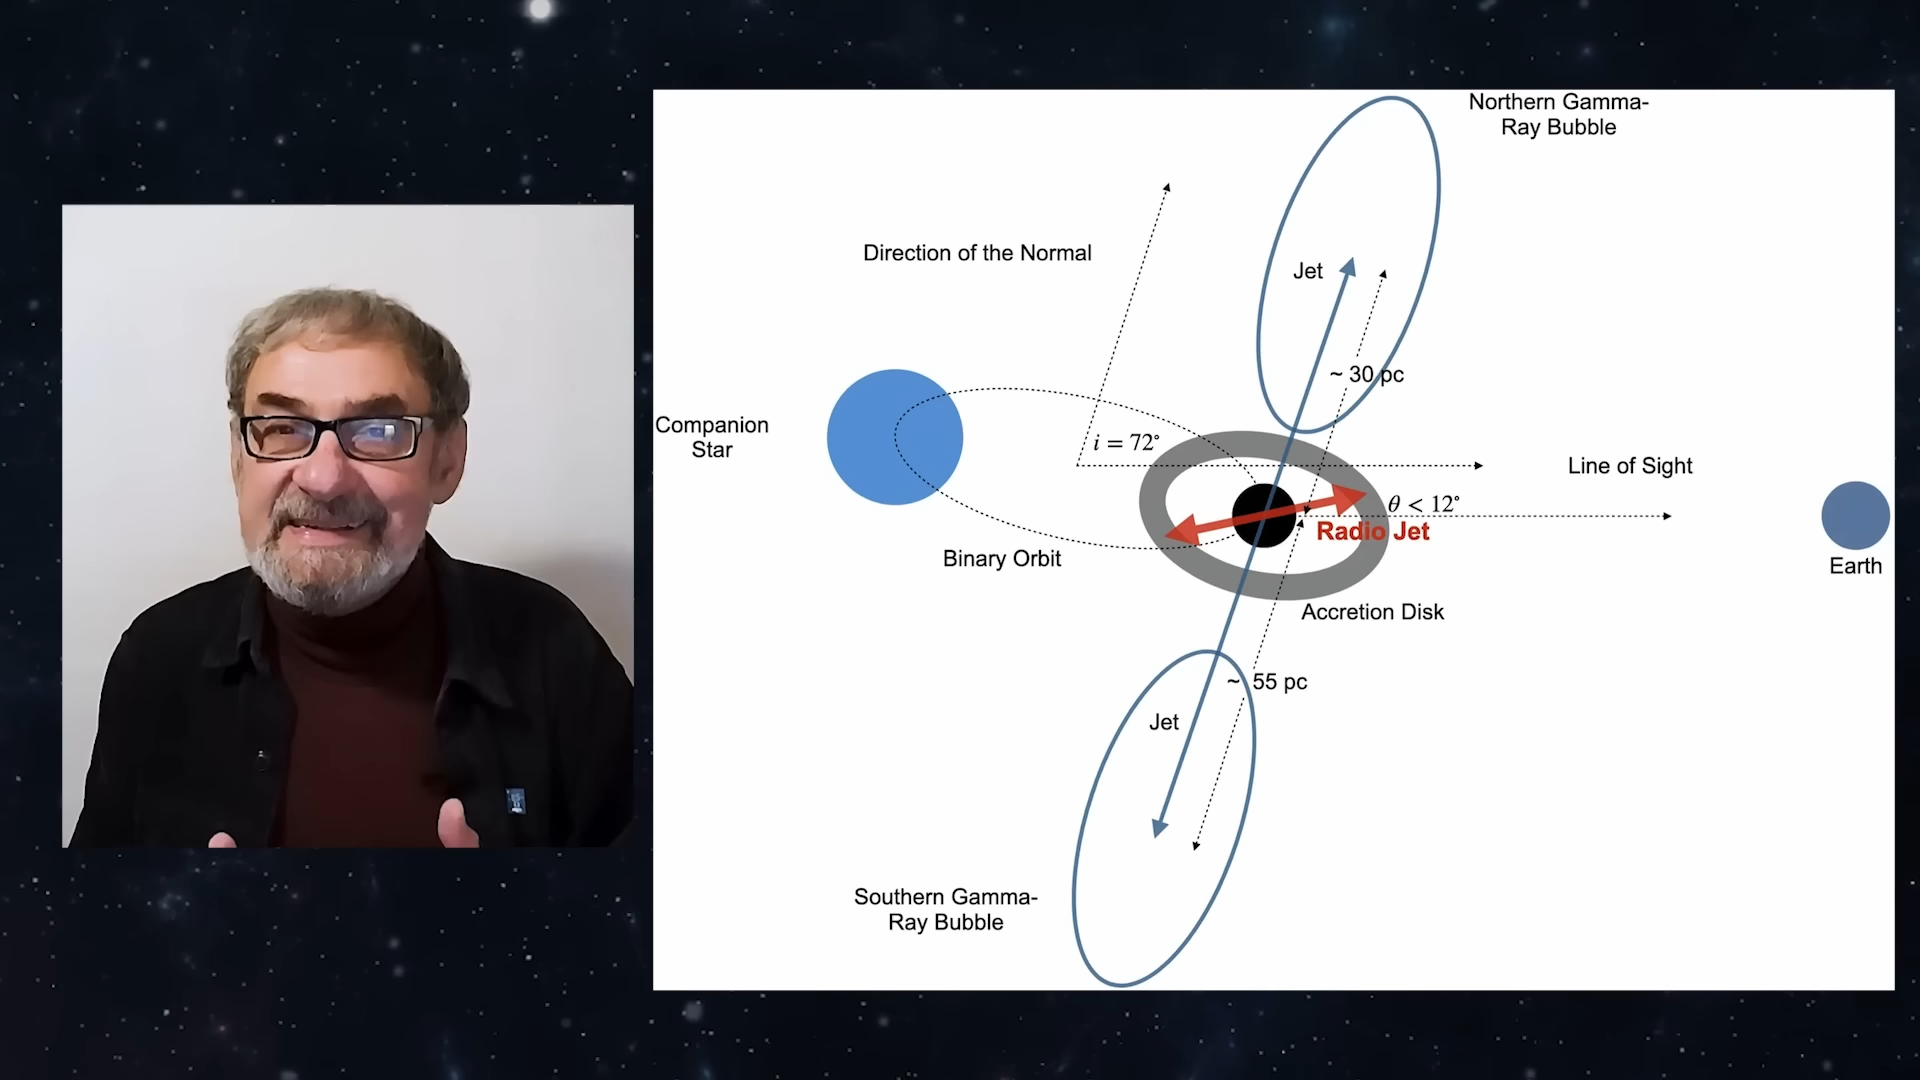 Northern Gamma-
Ray Bubble
Direction of the Normal
Jet
~ 30 pc
Companion
Star
i = 72°
Line of Sight
θ < 12°
Radio Jet
Binary Orbit
Earth
Accretion Disk
~ 55 pc
Jet
Southern Gamma-
Ray Bubble